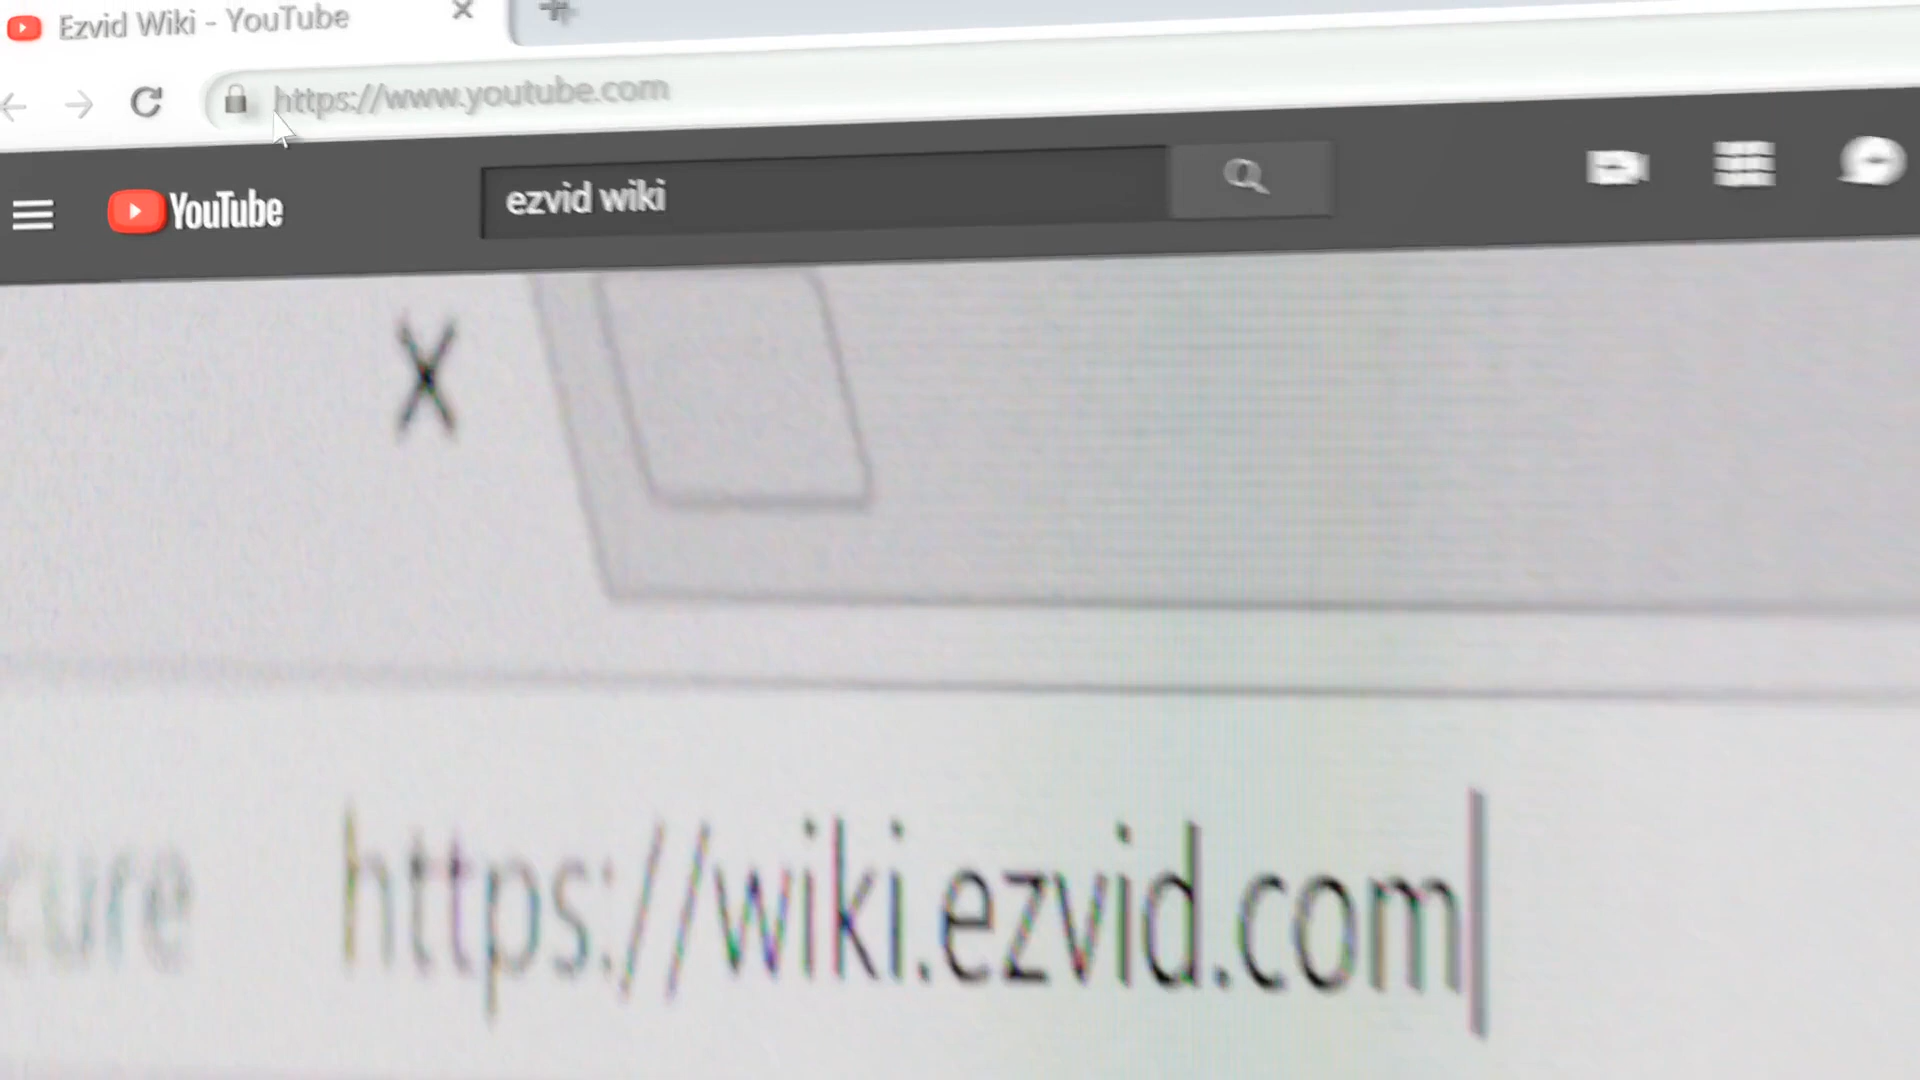 Ezvid Wiki - YouTube
https://www.youtube.com
YouTube
ezvid wiki
X
cure https://wiki.ezvid.com